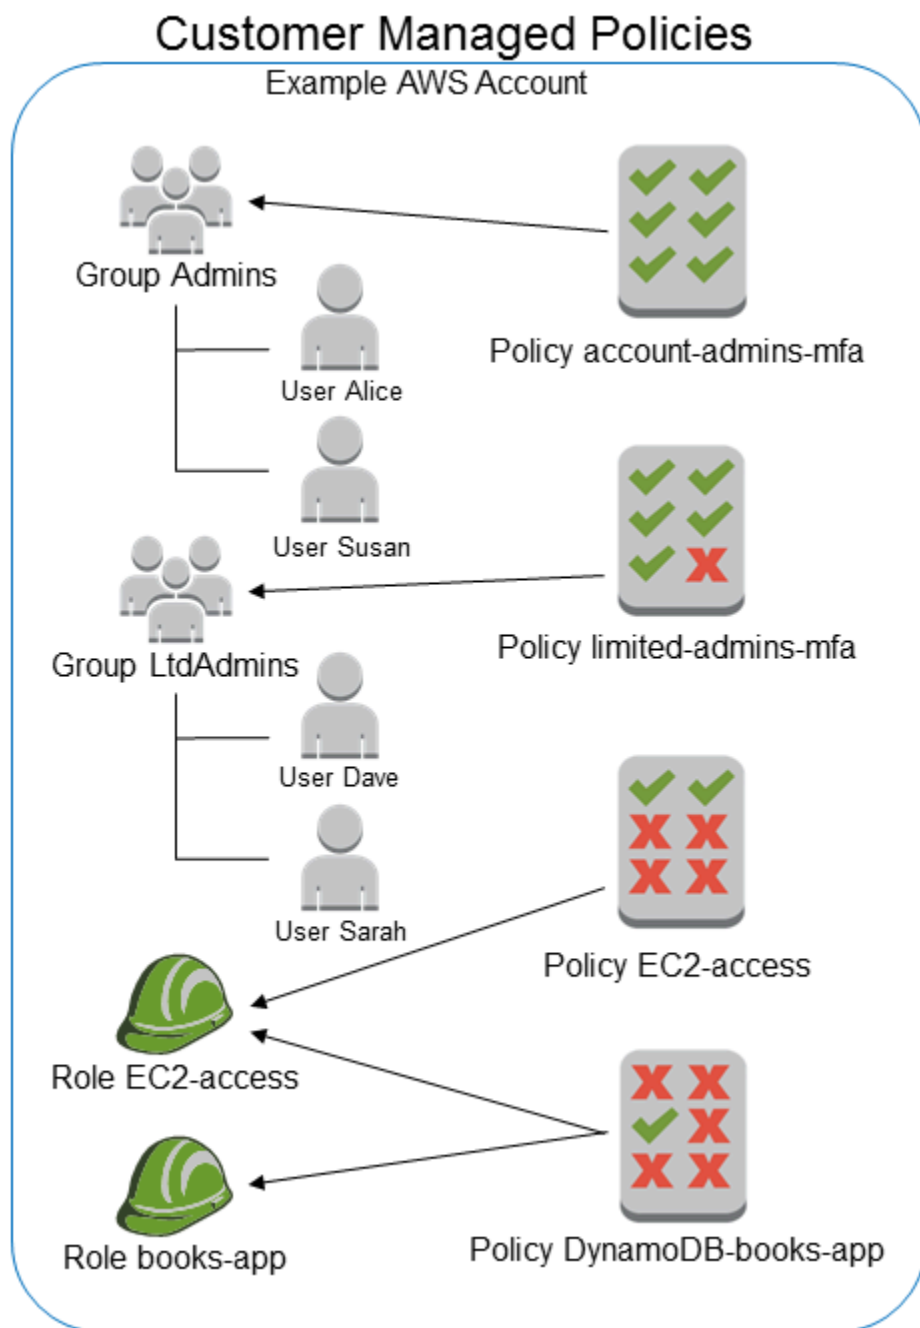 Customer Managed Policies
Example AWS Account
Group Admins
User Alice
Policy account-admins-mfa
User Susan
Group LtdAdmins
Policy limited-admins-mfa
User Dave
User Sarah
Policy EC2-access
Role EC2-access
Role books-app
Policy DynamoDB-books-app